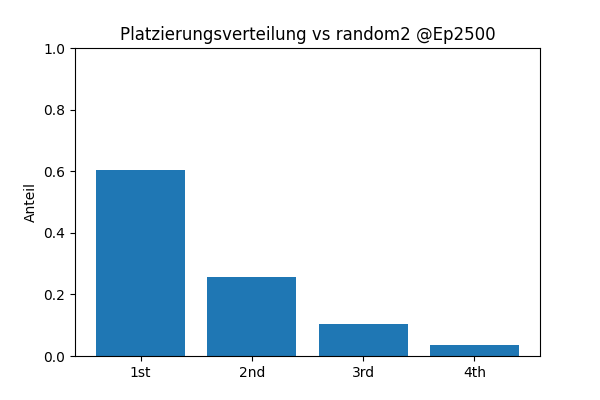 Platzierungsverteilung vs random2 @Ep2500
1.0
0.8
0.6
0.4
0.2
0.0
Anteil
1st
2nd
3rd
4th